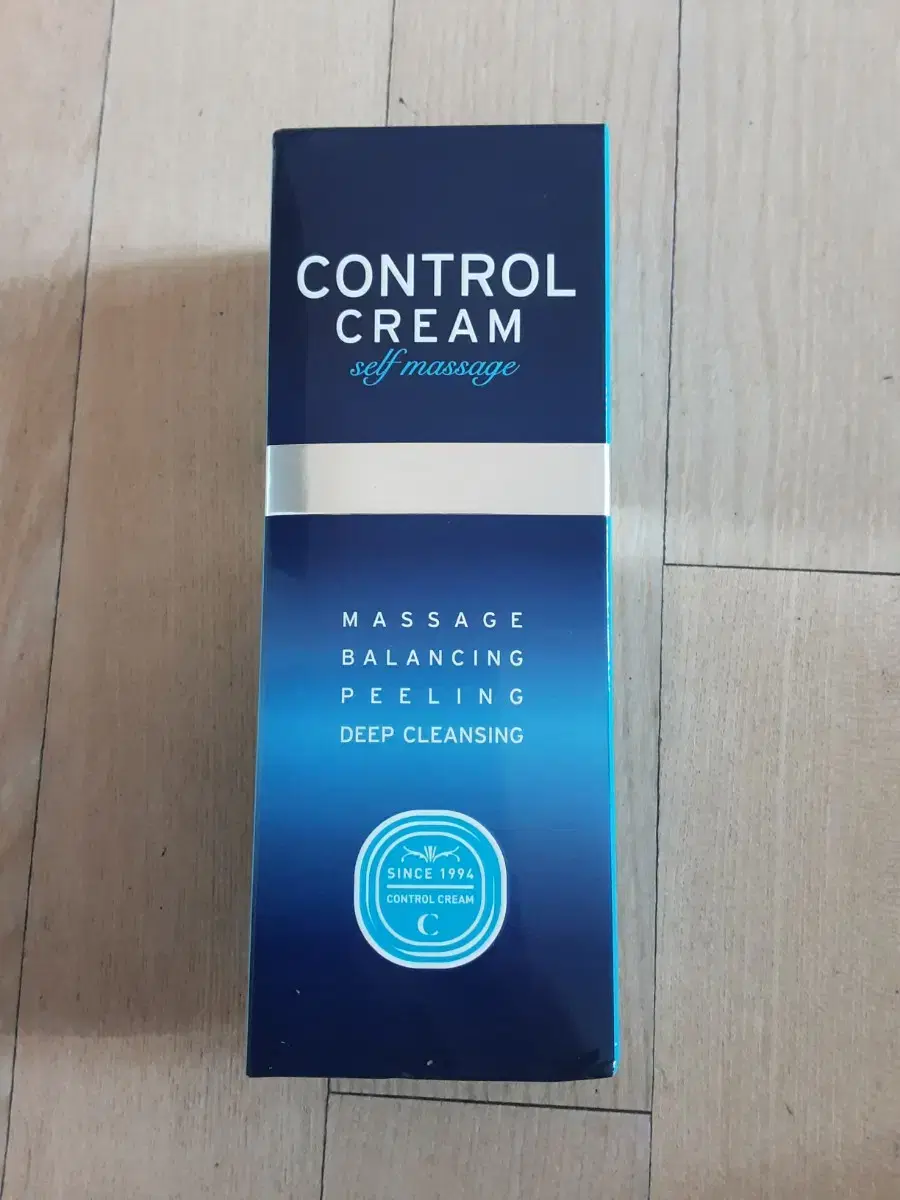 CONTROL
CREAM
self massage
MASSAGE
BALANCING
PEELING
DEEP CLEANSING
SINCE 1994
CONTROL CREAM
C